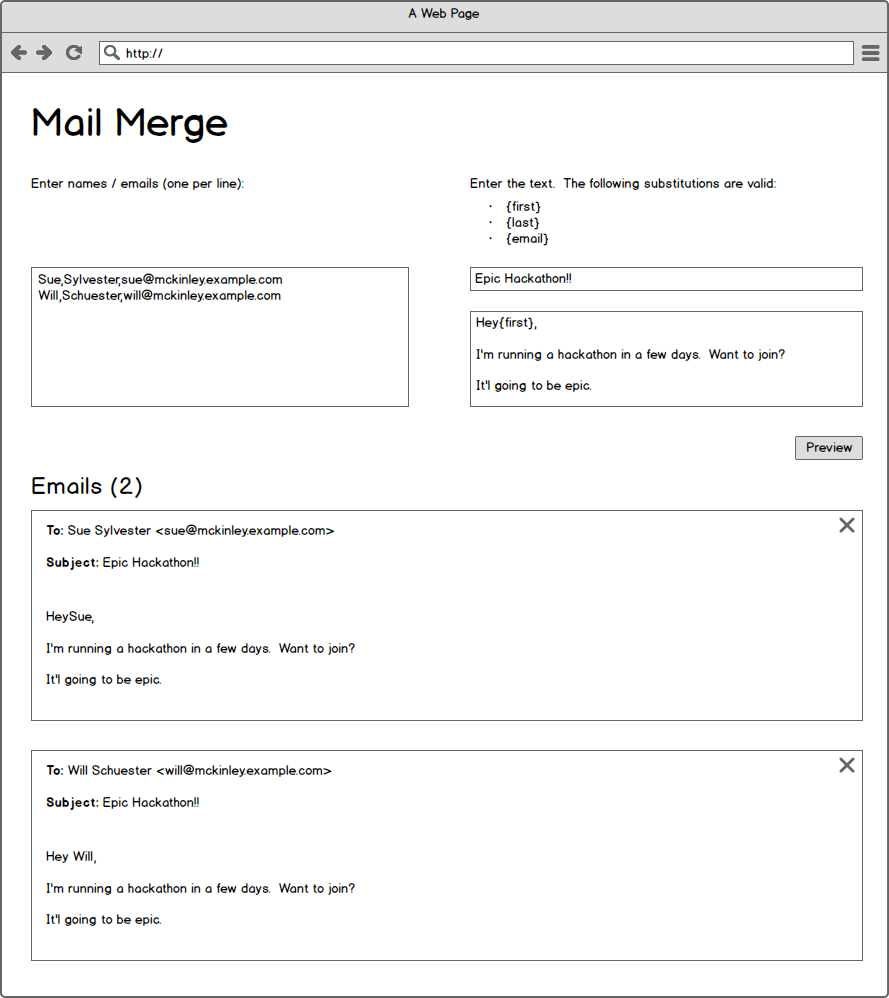 A Web Page
http://
Mail Merge
Enter names / emails (one per line):
Enter the text.  The following substitutions are valid:
· {first}
· {last}
· {email}
Sue,Sylvester,sue@mckinley.example.com
Will,Schuester,will@mckinley.example.com
Epic Hackathon!!
Hey{first},
I'm running a hackathon in a few days.  Want to join?
It'l going to be epic.
Preview
Emails (2)
To: Sue Sylvester <sue@mckinley.example.com>
Subject: Epic Hackathon!!
HeySue,
I'm running a hackathon in a few days.  Want to join?
It'l going to be epic.
To: Will Schuester <will@mckinley.example.com>
Subject: Epic Hackathon!!
Hey Will,
I'm running a hackathon in a few days.  Want to join?
It'l going to be epic.